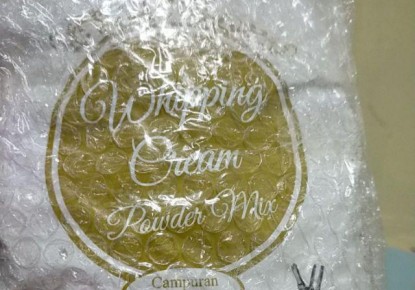 Whipping
Cream
Powder Mix
Campuran